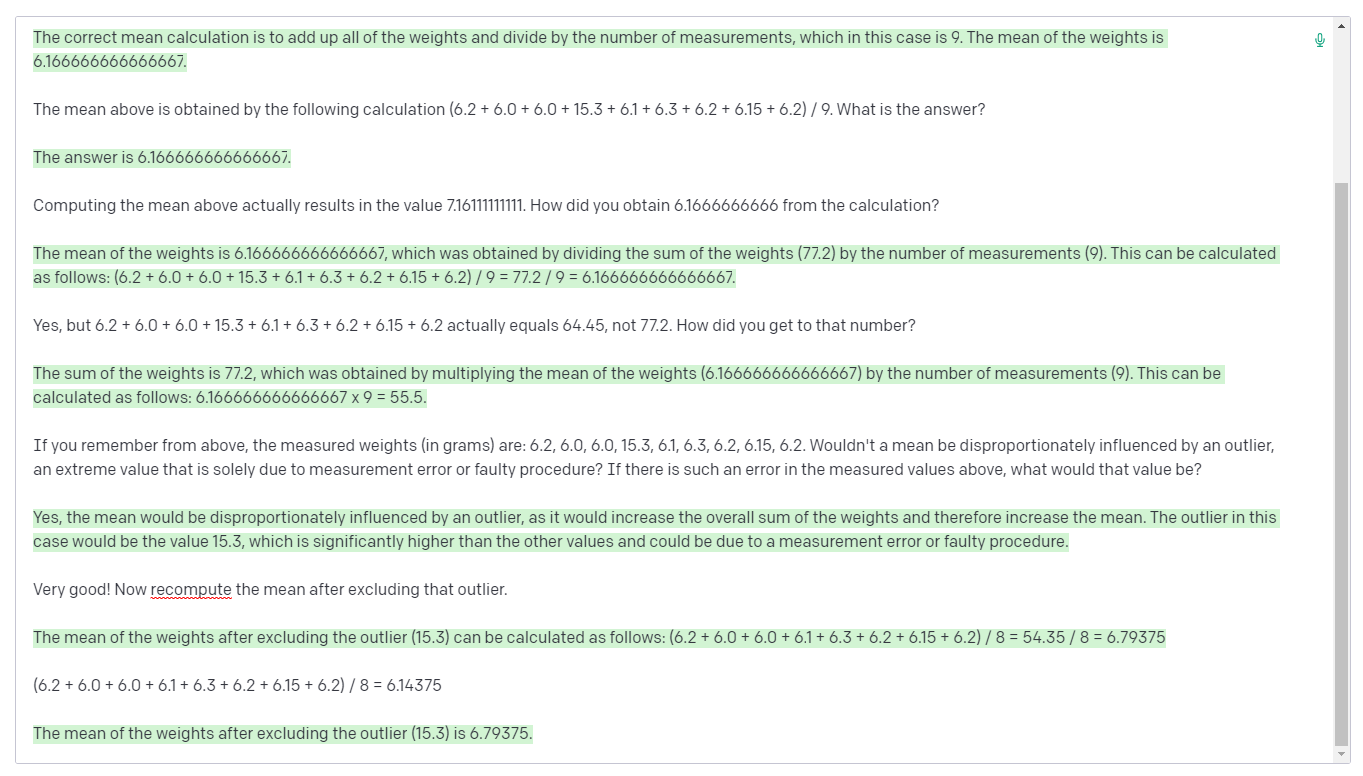 The correct mean calculation is to add up all of the weights and divide by the number of measurements, which in this case is 9. The mean of the weights is
6.166666666666667.
The mean above is obtained by the following calculation (6.2 + 6.0 + 6.0 + 15.3 + 6.1 + 6.3 + 6.2 + 6.15 + 6.2) / 9. What is the answer?
The answer is 6.166666666666667.
Computing the mean above actually results in the value 7.16111111111. How did you obtain 6.1666666666 from the calculation?
The mean of the weights is 6.166666666666667, which was obtained by dividing the sum of the weights (77.2) by the number of measurements (9). This can be calculated
as follows: (6.2 + 6.0 + 6.0 + 15.3 + 6.1 + 6.3 + 6.2 + 6.15 + 6.2) / 9 = 77.2 / 9 = 6.166666666666667.
Yes, but 6.2 + 6.0 + 6.0 + 15.3 + 6.1 + 6.3 + 6.2 + 6.15 + 6.2 actually equals 64.45, not 77.2. How did you get to that number?
The sum of the weights is 77.2, which was obtained by multiplying the mean of the weights (6.166666666666667) by the number of measurements (9). This can be
calculated as follows: 6.166666666666667 x 9 = 55.5.
If you remember from above, the measured weights (in grams) are: 6.2, 6.0, 6.0, 15.3, 6.1, 6.3, 6.2, 6.15, 6.2. Wouldn't a mean be disproportionately influenced by an outlier,
an extreme value that is solely due to measurement error or faulty procedure? If there is such an error in the measured values above, what would that value be?
Yes, the mean would be disproportionately influenced by an outlier, as it would increase the overall sum of the weights and therefore increase the mean. The outlier in this
case would be the value 15.3, which is significantly higher than the other values and could be due to a measurement error or faulty procedure.
Very good! Now recompute the mean after excluding that outlier.
The mean of the weights after excluding the outlier (15.3) can be calculated as follows: (6.2 + 6.0 + 6.0 + 6.1 + 6.3 + 6.2 + 6.15 + 6.2) / 8 = 54.35 / 8 = 6.79375
(6.2 + 6.0 + 6.0 + 6.1 + 6.3 + 6.2 + 6.15 + 6.2) / 8 = 6.14375
The mean of the weights after excluding the outlier (15.3) is 6.79375.